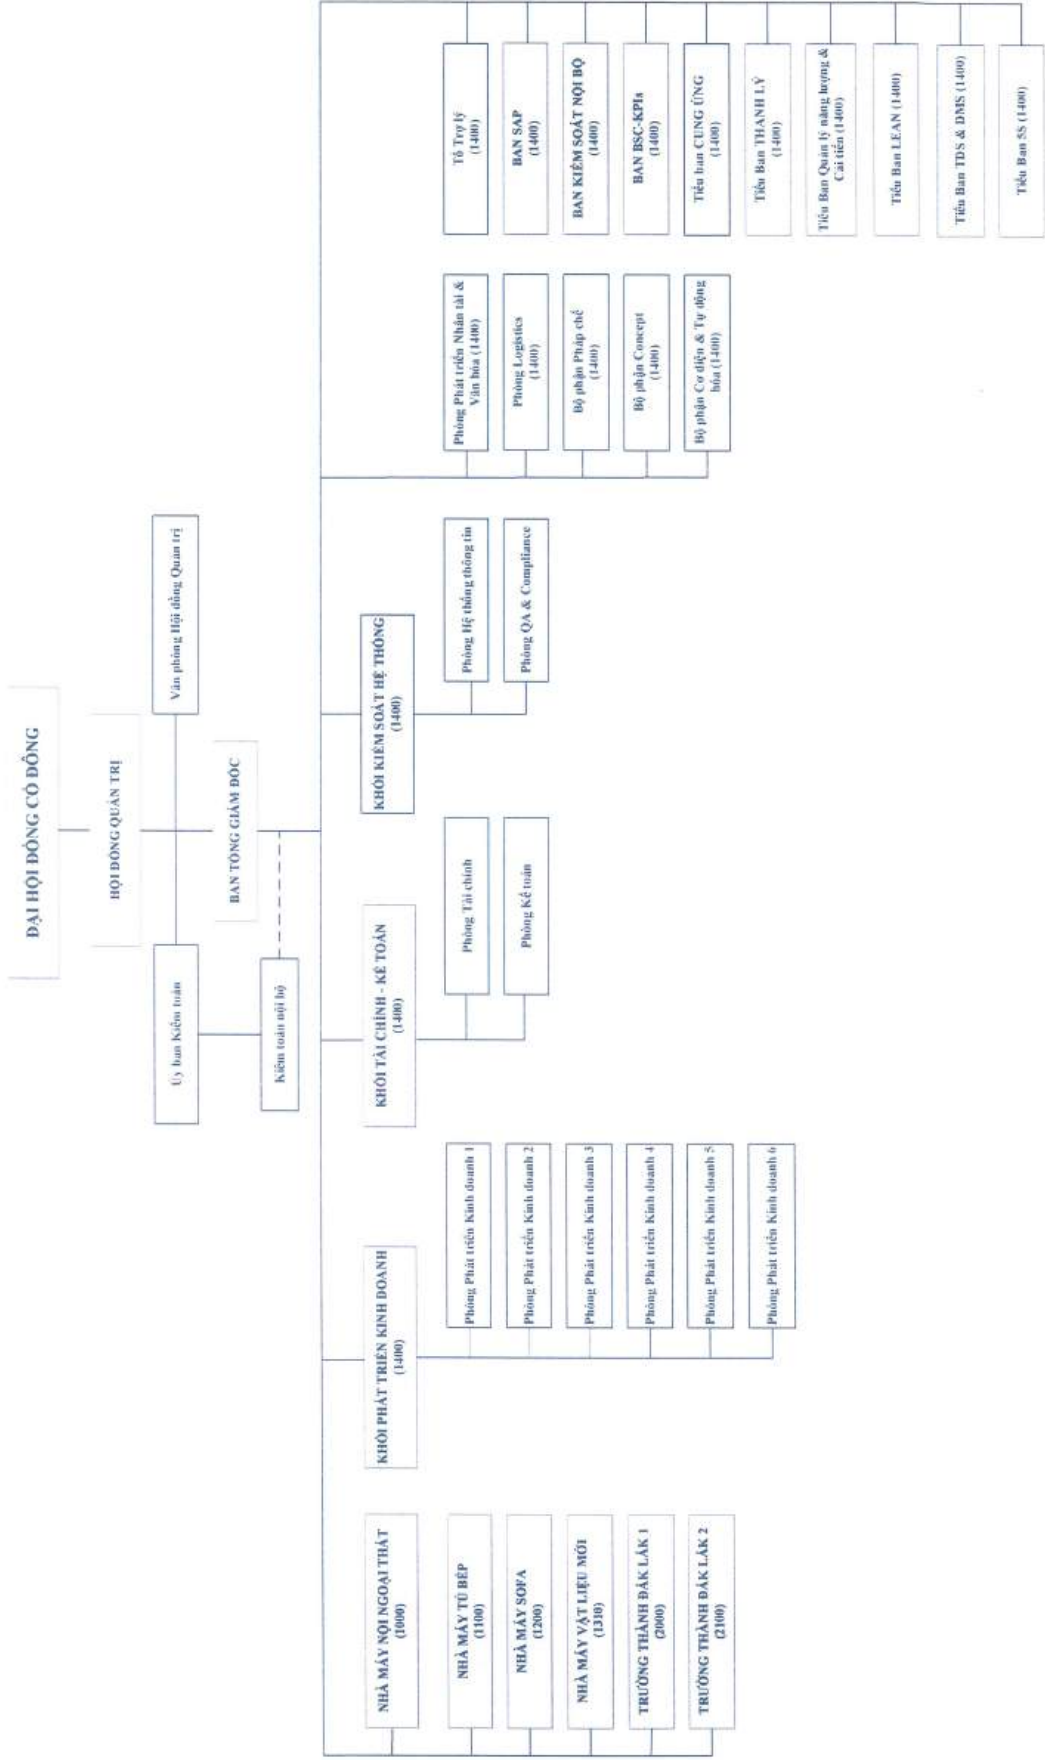 ĐẠI HỘI ĐỒNG CỔ ĐÔNG
HỘI ĐỒNG QUẢN TRỊ
Ủy ban Kiểm toán
Văn phòng Hội đồng Quản trị
BAN TỔNG GIÁM ĐỐC
Kiểm toán nội bộ
NHÀ MÁY NỘI NGOẠI THẤT
(1000)
NHÀ MÁY TỦ BẾP
(1100)
NHÀ MÁY SOFA
(1200)
NHÀ MÁY VẬT LIỆU MỚI
(1310)
TRƯỜNG THÀNH ĐẮK LẮK 1
(2000)
TRƯỜNG THÀNH ĐẮK LẮK 2
(2100)
KHỐI PHÁT TRIỂN KINH DOANH
(1400)
Phòng Phát triển Kinh doanh 1
Phòng Phát triển Kinh doanh 2
Phòng Phát triển Kinh doanh 3
Phòng Phát triển Kinh doanh 4
Phòng Phát triển Kinh doanh 5
Phòng Phát triển Kinh doanh 6
KHỐI TÀI CHÍNH - KẾ TOÁN
(1400)
Phòng Tài chính
Phòng Kế toán
KHỐI KIỂM SOÁT HỆ THỐNG
(1400)
Phòng Hệ thống thông tin
Phòng QA & Compliance
Phòng Phát triển Nhân tài &
Văn hóa (1400)
Phòng Logistics
(1400)
Bộ phận Pháp chế
(1400)
Bộ phận Concept
(1400)
Bộ phận Cơ điện & Tự động
hóa (1400)
Tổ Trợ lý
(1400)
BAN SAP
(1400)
BAN KIỂM SOÁT NỘI BỘ
(1400)
BAN BSC-KPIs
(1400)
Tiểu ban CUNG ỨNG
(1400)
Tiểu Ban THANH LÝ
(1400)
Tiểu Ban Quản lý năng lượng &
Cải tiến (1400)
Tiểu Ban LEAN (1400)
Tiểu Ban TDS & DMS (1400)
Tiểu Ban 5S (1400)